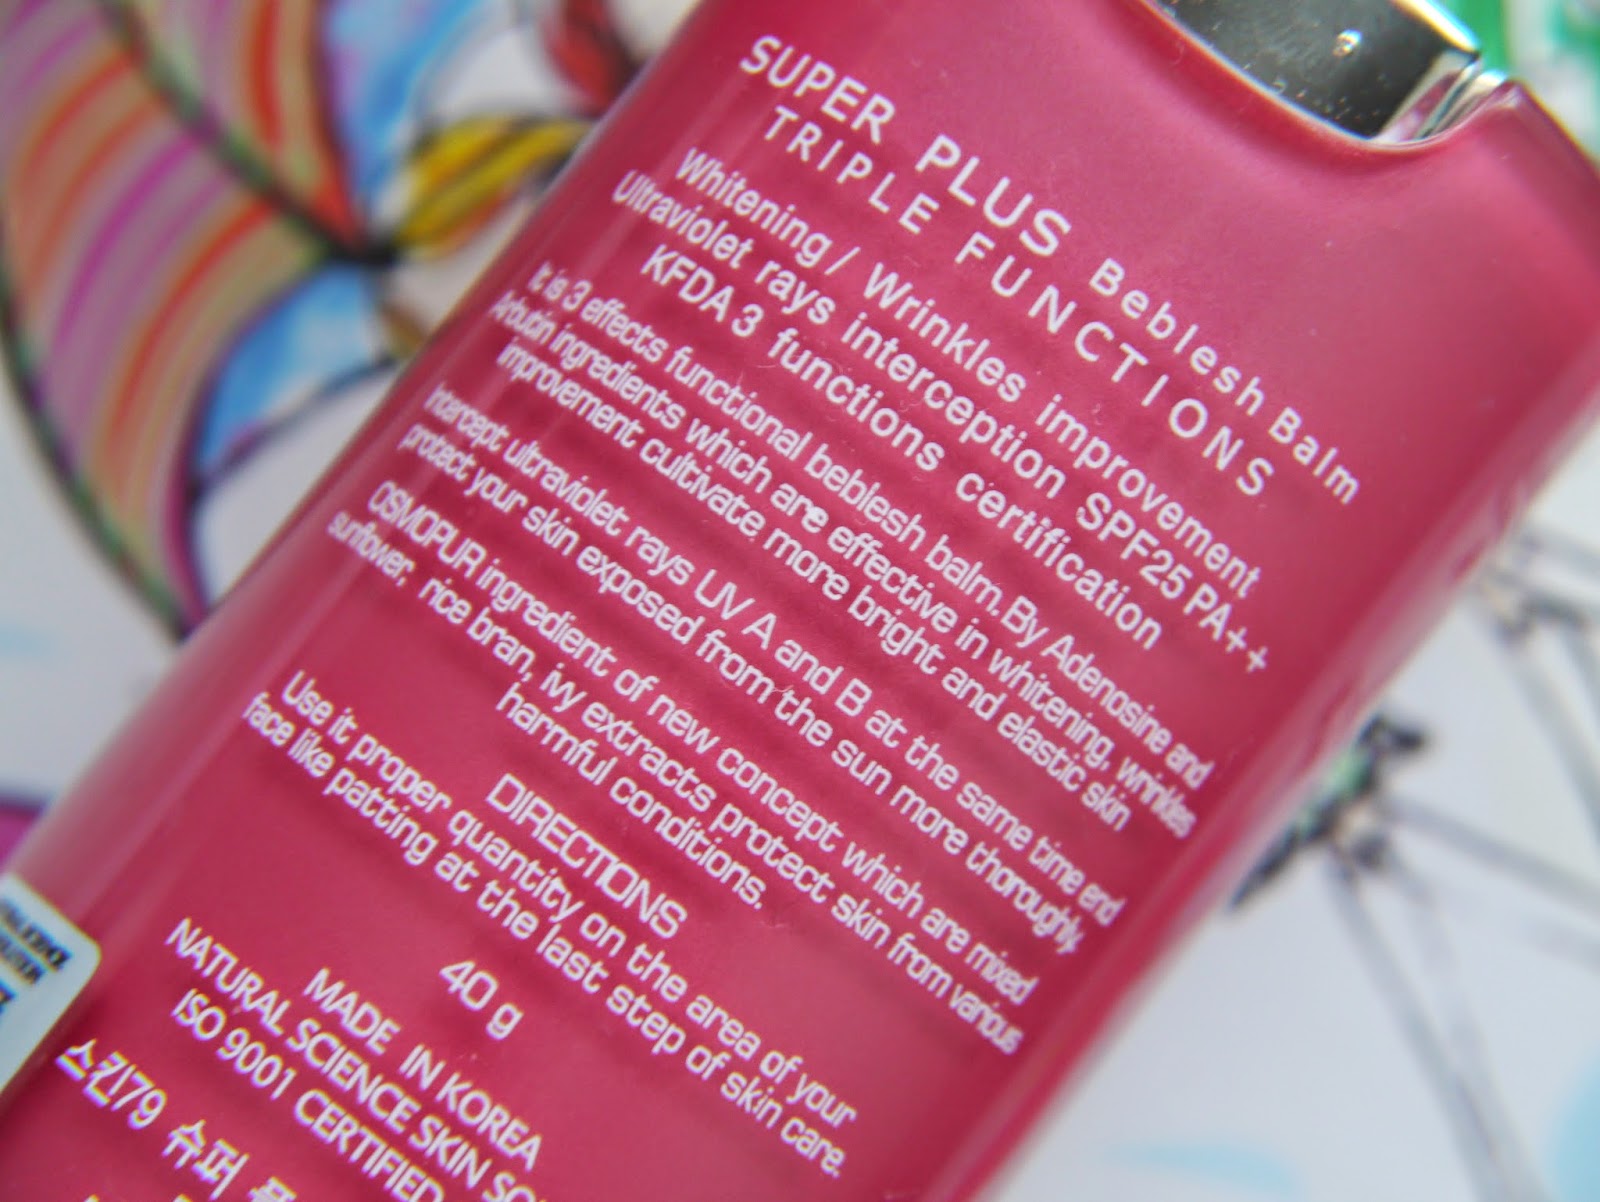 SUPER PLUS Beblesh Balm
TRIPLE FUNCTIONS
Whitening / Wrinkles improvement
Ultraviolet rays interception SPF25 PA++
KFDA 3 functions certification
It is 3 effects functional beblesh balm. By Adenosine and
Arbutin ingredients which are effective in whitening, wrinkles
improvement cultivate more bright and elastic skin
Intercept ultraviolet rays UV A and B at the same time end
protect your skin exposed from the sun more thoroughly.
OSMOPUR ingredient of new concept which are mixed
sunflower, rice bran, ivy extracts protect skin from various
harmful conditions.
DIRECTIONS
Use it proper quantity on the area of your
face like patting at the last step of skin care.
40 g
MADE IN KOREA
NATURAL SCIENCE SKIN
ISO 9001 CERTIFIED
스킨79 슈퍼